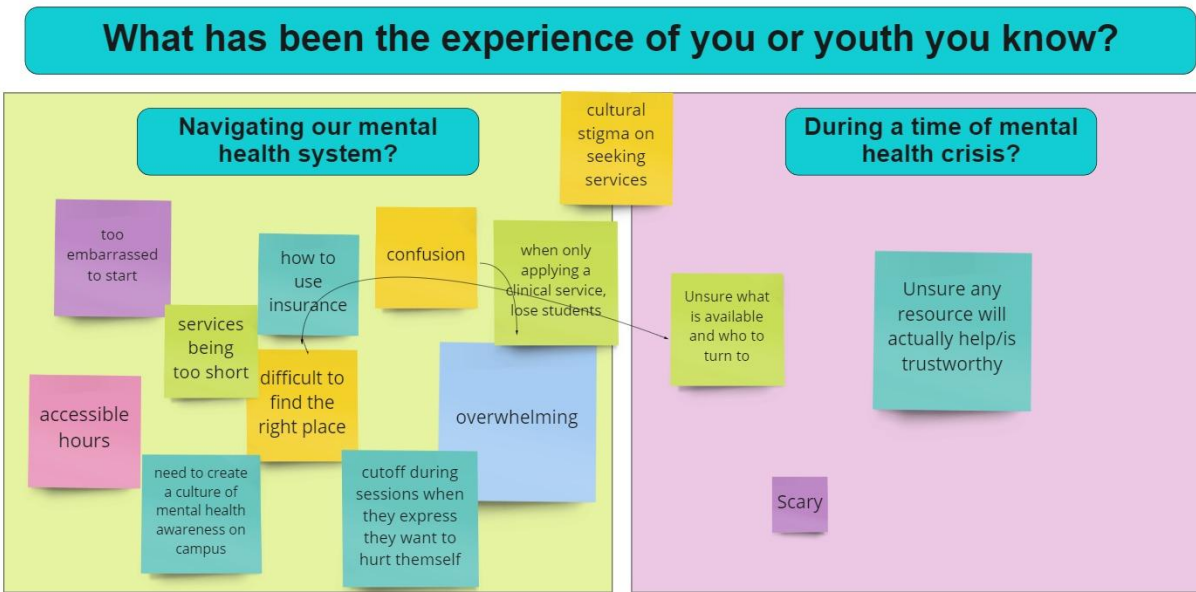 What has been the experience of you or youth you know?
Navigating our mental
health system?
too
embarrassed
to start
how to
use
insurance
confusion
when only
applying a
clinical service,
lose students
services
being
too short
accessible
hours
difficult to
find the
right place
overwhelming
need to create
a culture of
mental health
awareness on
campus
cutoff during
sessions when
they express
they want to
hurt themself
cultural
stigma on
seeking
services
During a time of mental
health crisis?
Unsure what
is available
and who to
turn to
Unsure any
resource will
actually help/is
trustworthy
Scary